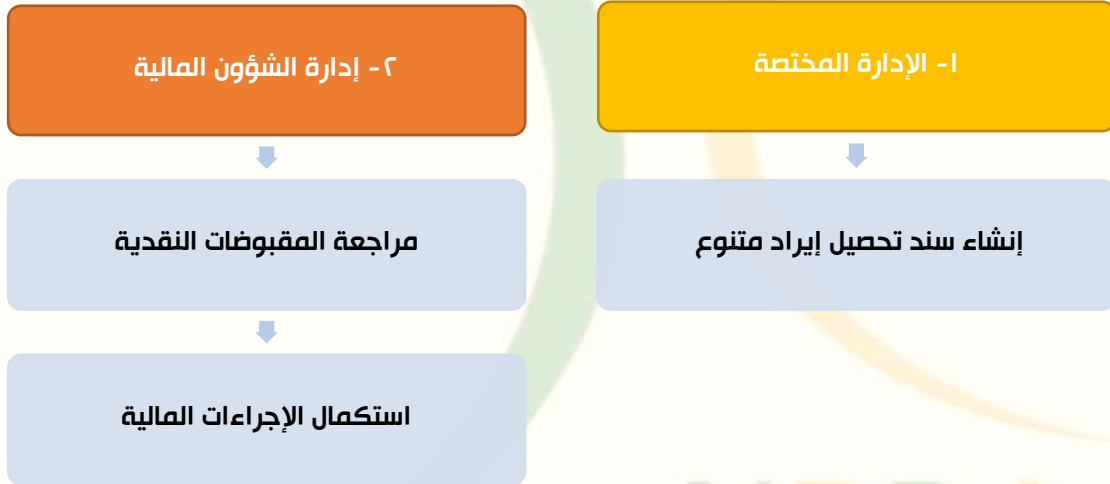 ١- الإدارة المختصة
إنشاء سند تحصيل إيراد متنوع
٢- إدارة الشؤون المالية
مراجعة المقبوضات النقدية
استكمال الإجراءات المالية